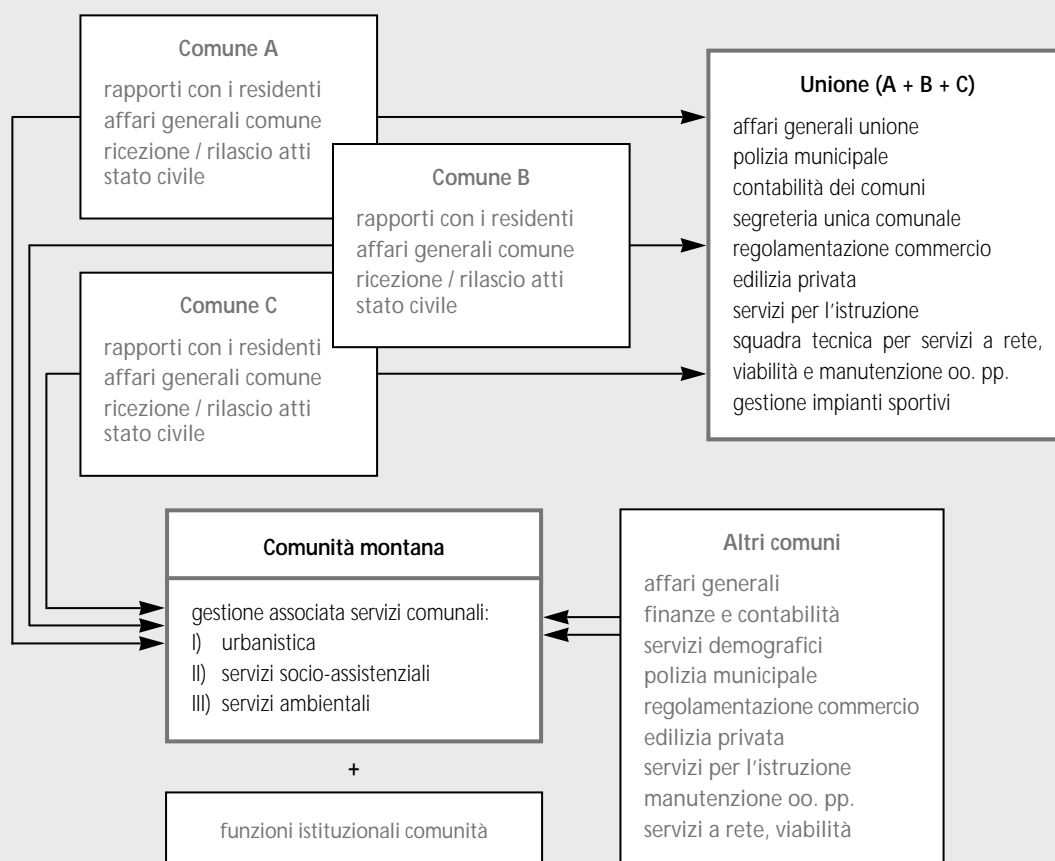 Comune A
rapporti con i residenti
affari generali comune
ricezione / rilascio atti
stato civile
Comune B
rapporti con i residenti
affari generali comune
ricezione / rilascio atti
stato civile
Comune C
rapporti con i residenti
affari generali comune
ricezione / rilascio atti
stato civile
Unione (A + B + C)
affari generali unione
polizia municipale
contabilità dei comuni
segreteria unica comunale
regolamentazione commercio
edilizia privata
servizi per l'istruzione
squadra tecnica per servizi a rete,
viabilità e manutenzione oo. pp.
gestione impianti sportivi
Comunità montana
gestione associata servizi comunali:
I) urbanistica
II) servizi socio-assistenziali
III) servizi ambientali
+
funzioni istituzionali comunità
Altri comuni
affari generali
finanze e contabilità
servizi demografici
polizia municipale
regolamentazione commercio
edilizia privata
servizi per l'istruzione
manutenzione oo. pp.
servizi a rete, viabilità